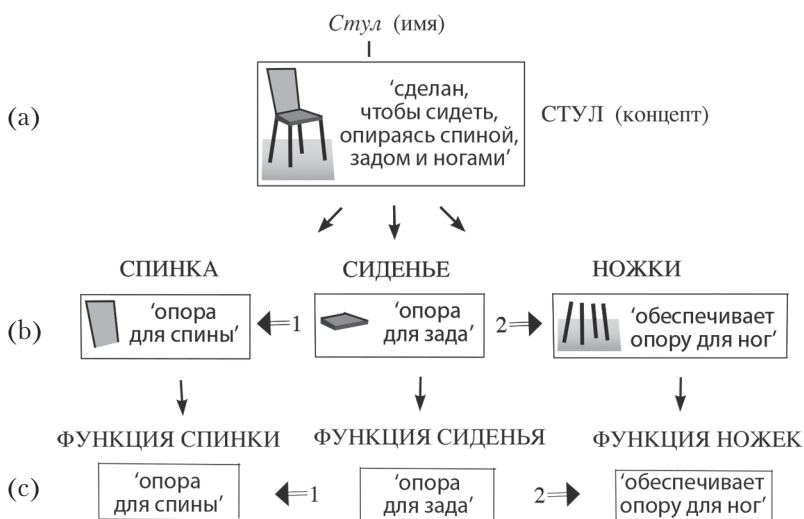 Стул (имя)
(a)
‘сделан,
чтобы сидеть,
опираясь спиной,
задом и ногами’
СТУЛ (концепт)
СПИНКА
СИДЕНЬЕ
НОЖКИ
(b)
‘опора
для спины’
1
‘опора
для зада’
2
‘обеспечивает
опору для ног’
ФУНКЦИЯ СПИНКИ
ФУНКЦИЯ СИДЕНЬЯ
ФУНКЦИЯ НОЖЕК
(c)
‘опора
для спины’
1
‘опора
для зада’
2
‘обеспечивает
опору для ног’